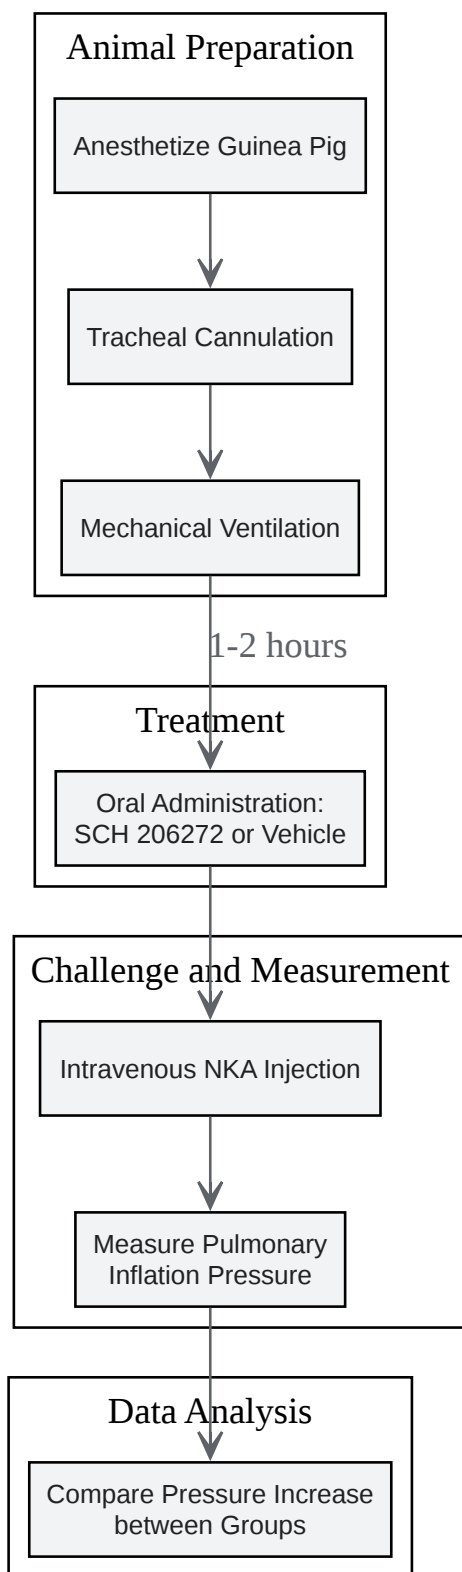 Animal Preparation
Anesthetize Guinea Pig
Tracheal Cannulation
Mechanical Ventilation
1-2 hours
Treatment
Oral Administration:
SCH 206272 or Vehicle
Challenge and Measurement
Intravenous NKA Injection
Measure Pulmonary
Inflation Pressure
Data Analysis
Compare Pressure Increase
between Groups